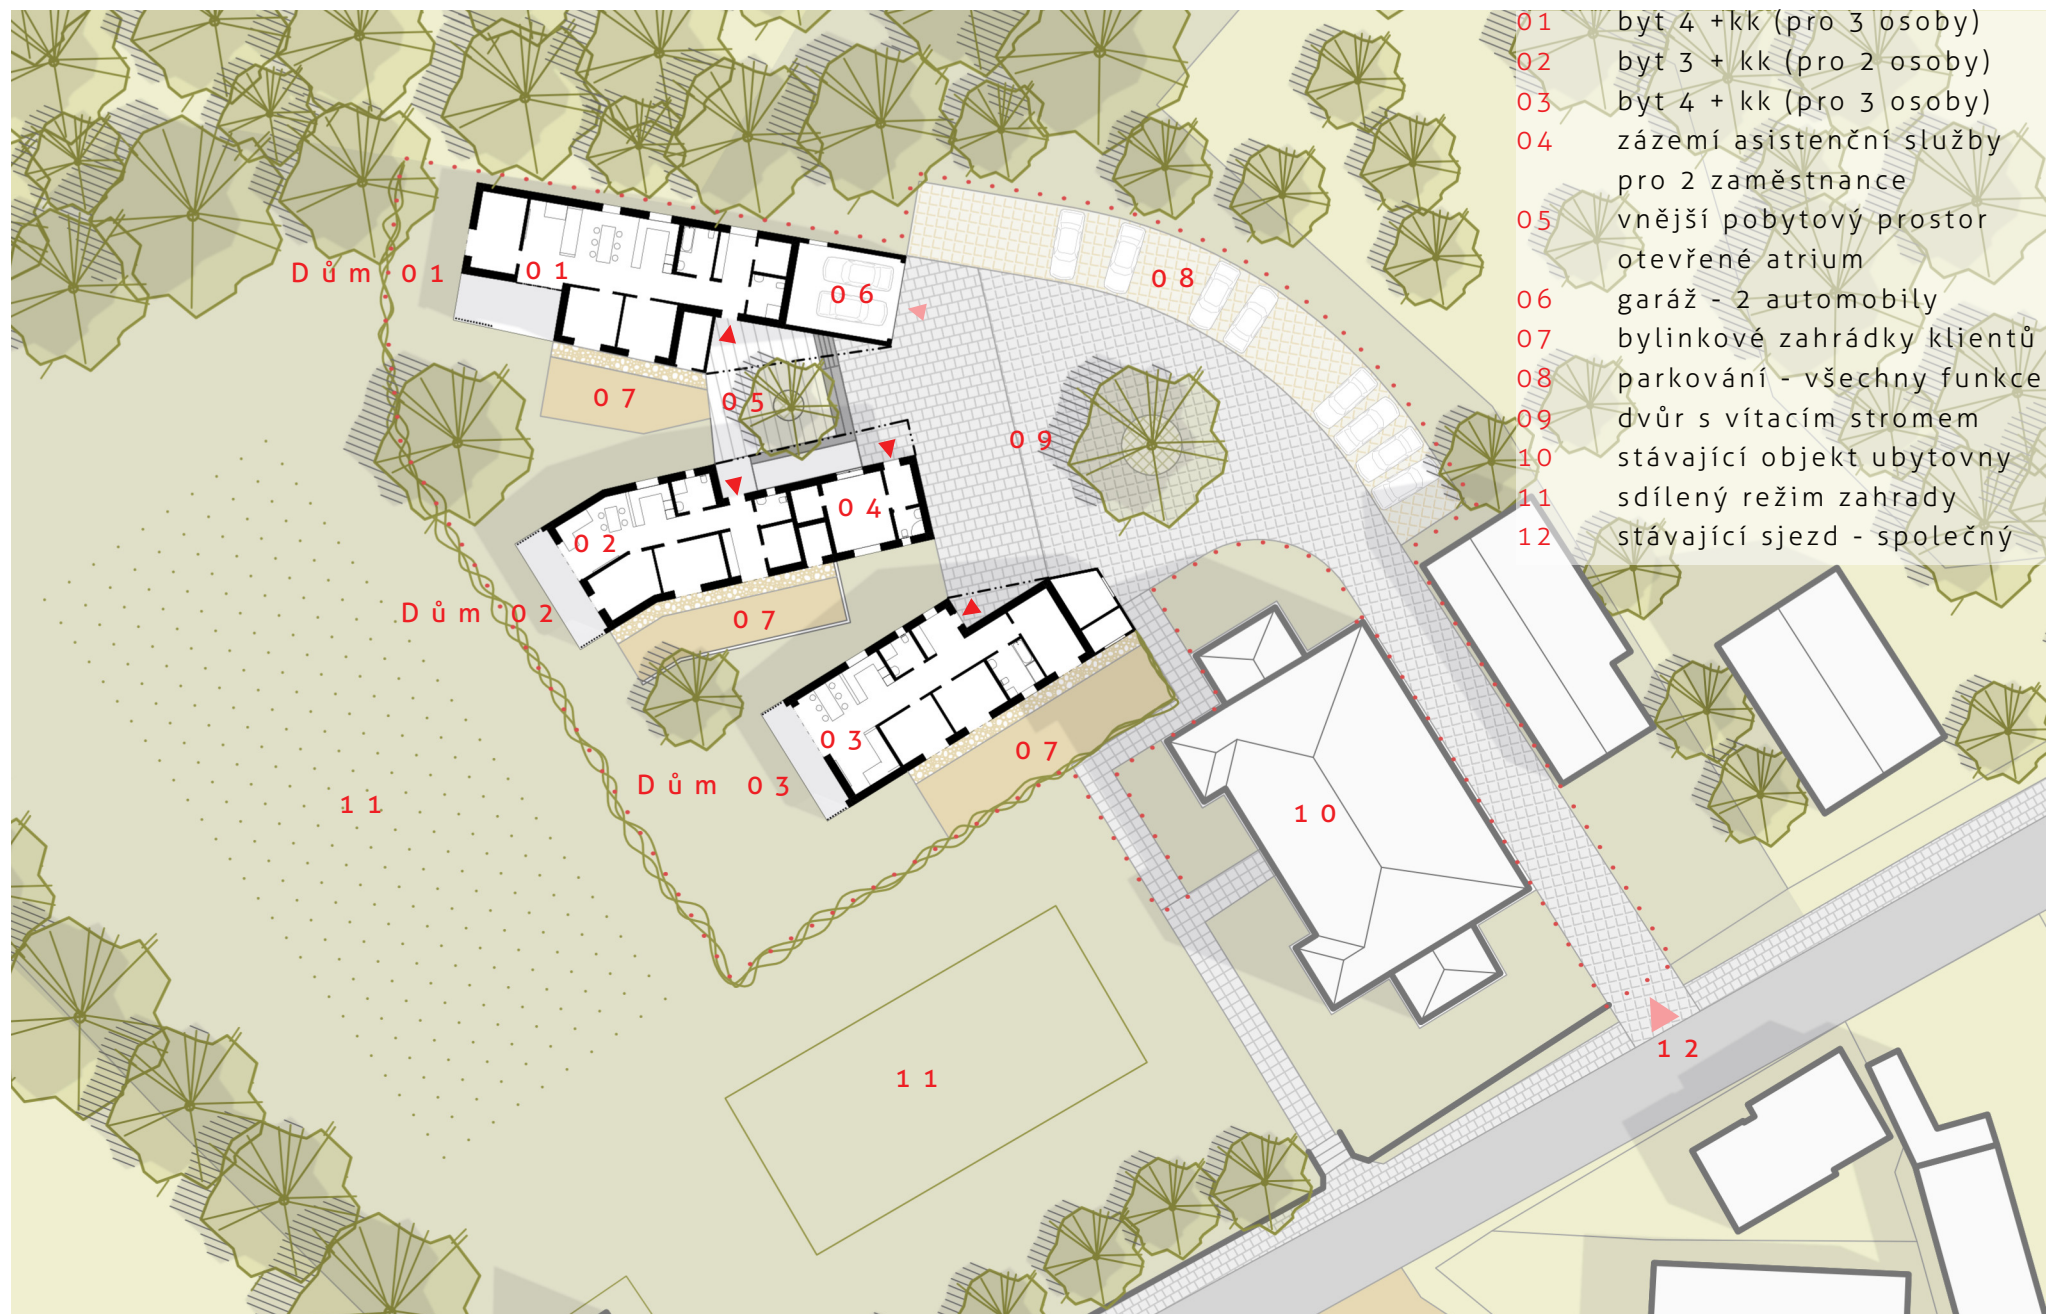 01 byt 4 +kk (pro 3 osoby)
02 byt 3 + kk (pro 2 osoby)
03 byt 4 + kk (pro 3 osoby)
04 zázemí asistenční služby
pro 2 zaměstnance
05 vnější pobytový prostor
otevřené atrium
06 garáž - 2 automobily
07 bylinkové zahrádky klientů
08 parkování - všechny funkce
09 dvůr s vítacím stromem
10 stávající objekt ubytovny
11 sdílený režim zahrady
12 stávající sjezd - společný
Dům 01
01
06
08
07
05
09
04
02
Dům 02
07
03
07
Dům 03
11
10
12
11